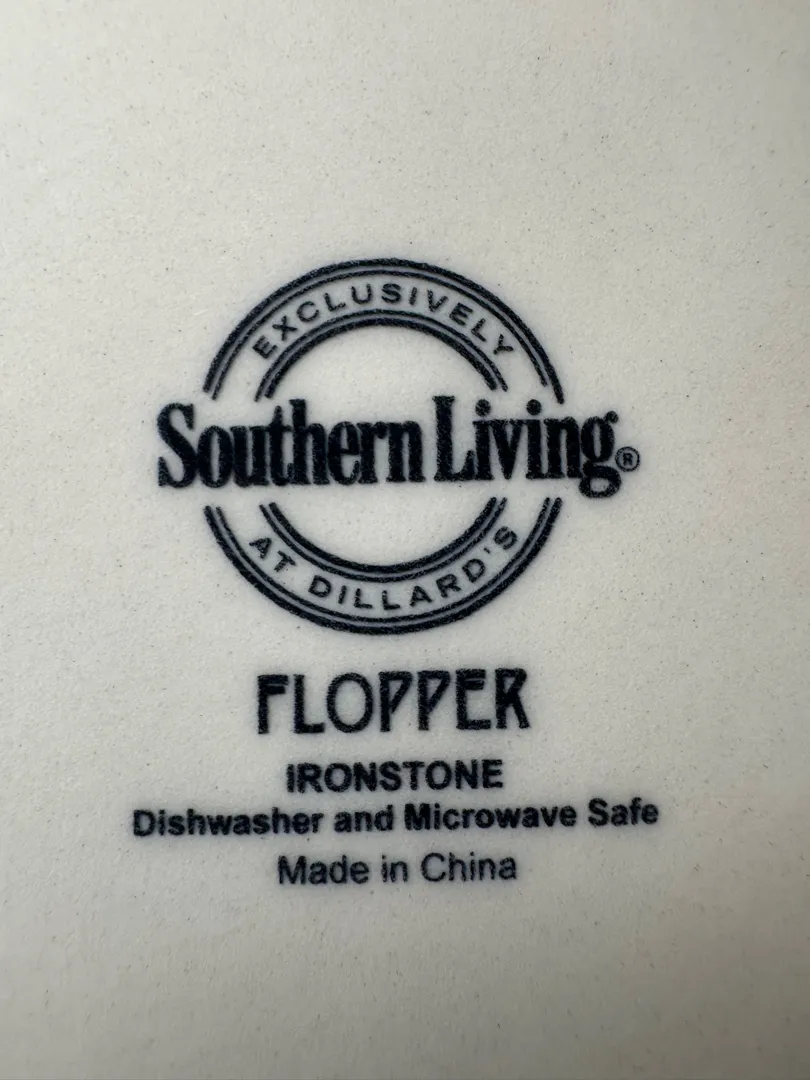 EXCLUSIVELY
Southern Living®
AT DILLARD'S
FLOPPER
IRONSTONE
Dishwasher and Microwave Safe
Made in China